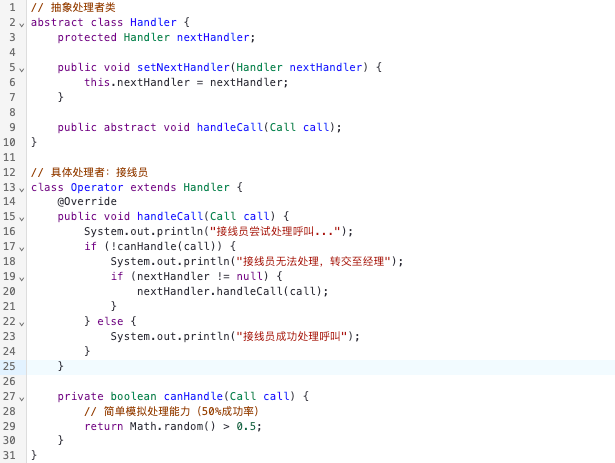 1 // 抽象处理者类
2 abstract class Handler {
3     protected Handler nextHandler;
4
5     public void setNextHandler(Handler nextHandler) {
6         this.nextHandler = nextHandler;
7     }
8
9     public abstract void handleCall(Call call);
10 }
11
12 // 具体处理者：接线员
13 class Operator extends Handler {
14     @Override
15     public void handleCall(Call call) {
16         System.out.println("接线员尝试处理呼叫...");
17         if (!canHandle(call)) {
18             System.out.println("接线员无法处理，转交至经理");
19             if (nextHandler != null) {
20                 nextHandler.handleCall(call);
21             }
22         } else {
23             System.out.println("接线员成功处理呼叫");
24         }
25     }
26
27     private boolean canHandle(Call call) {
28         // 简单模拟处理能力（50%成功率）
29         return Math.random() > 0.5;
30     }
31 }